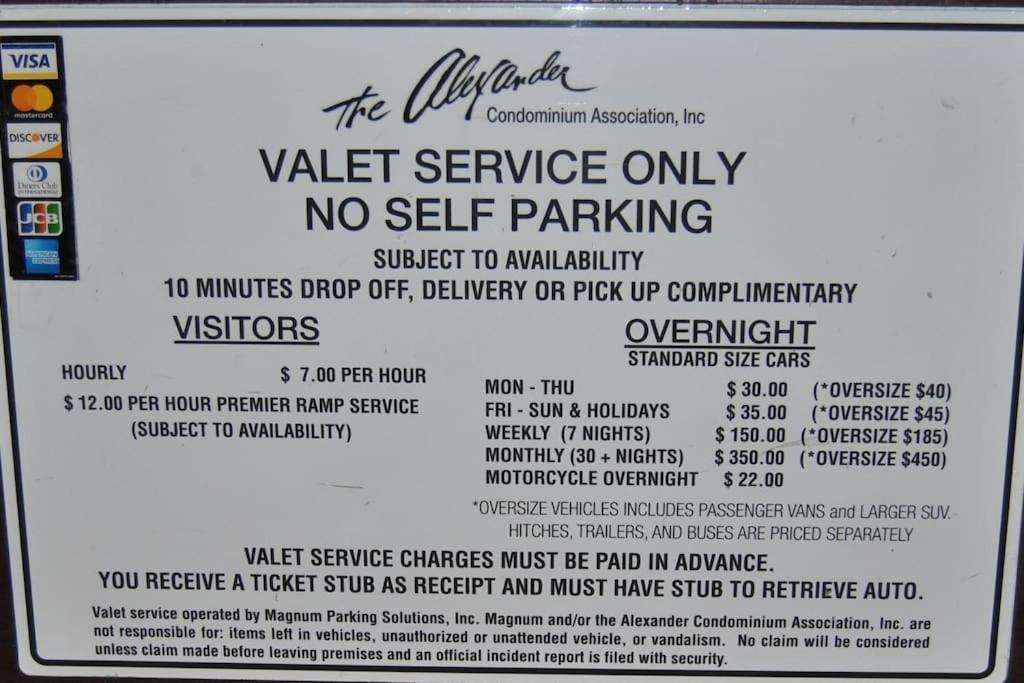 VISA
mastercard
DISCOVER
Diners Club
INTERNATIONAL
JCB
AMERICAN
EXPRESS
The Alexander
Condominium Association, Inc
VALET SERVICE ONLY
NO SELF PARKING
SUBJECT TO AVAILABILITY
10 MINUTES DROP OFF, DELIVERY OR PICK UP COMPLIMENTARY
VISITORS
HOURLY $ 7.00 PER HOUR
$ 12.00 PER HOUR PREMIER RAMP SERVICE
(SUBJECT TO AVAILABILITY)
OVERNIGHT
STANDARD SIZE CARS
MON - THU $ 30.00 (*OVERSIZE $40)
FRI - SUN & HOLIDAYS $ 35.00 (*OVERSIZE $45)
WEEKLY (7 NIGHTS) $ 150.00 (*OVERSIZE $185)
MONTHLY (30 + NIGHTS) $ 350.00 (*OVERSIZE $450)
MOTORCYCLE OVERNIGHT $ 22.00
*OVERSIZE VEHICLES INCLUDES PASSENGER VANS and LARGER SUV.
HITCHES, TRAILERS, AND BUSES ARE PRICED SEPARATELY
VALET SERVICE CHARGES MUST BE PAID IN ADVANCE.
YOU RECEIVE A TICKET STUB AS RECEIPT AND MUST HAVE STUB TO RETRIEVE AUTO.
Valet service operated by Magnum Parking Solutions, Inc. Magnum and/or the Alexander Condominium Association, Inc. are
not responsible for: items left in vehicles, unauthorized or unattended vehicle, or vandalism. No claim will be considered
unless claim made before leaving premises and an official incident report is filed with security.